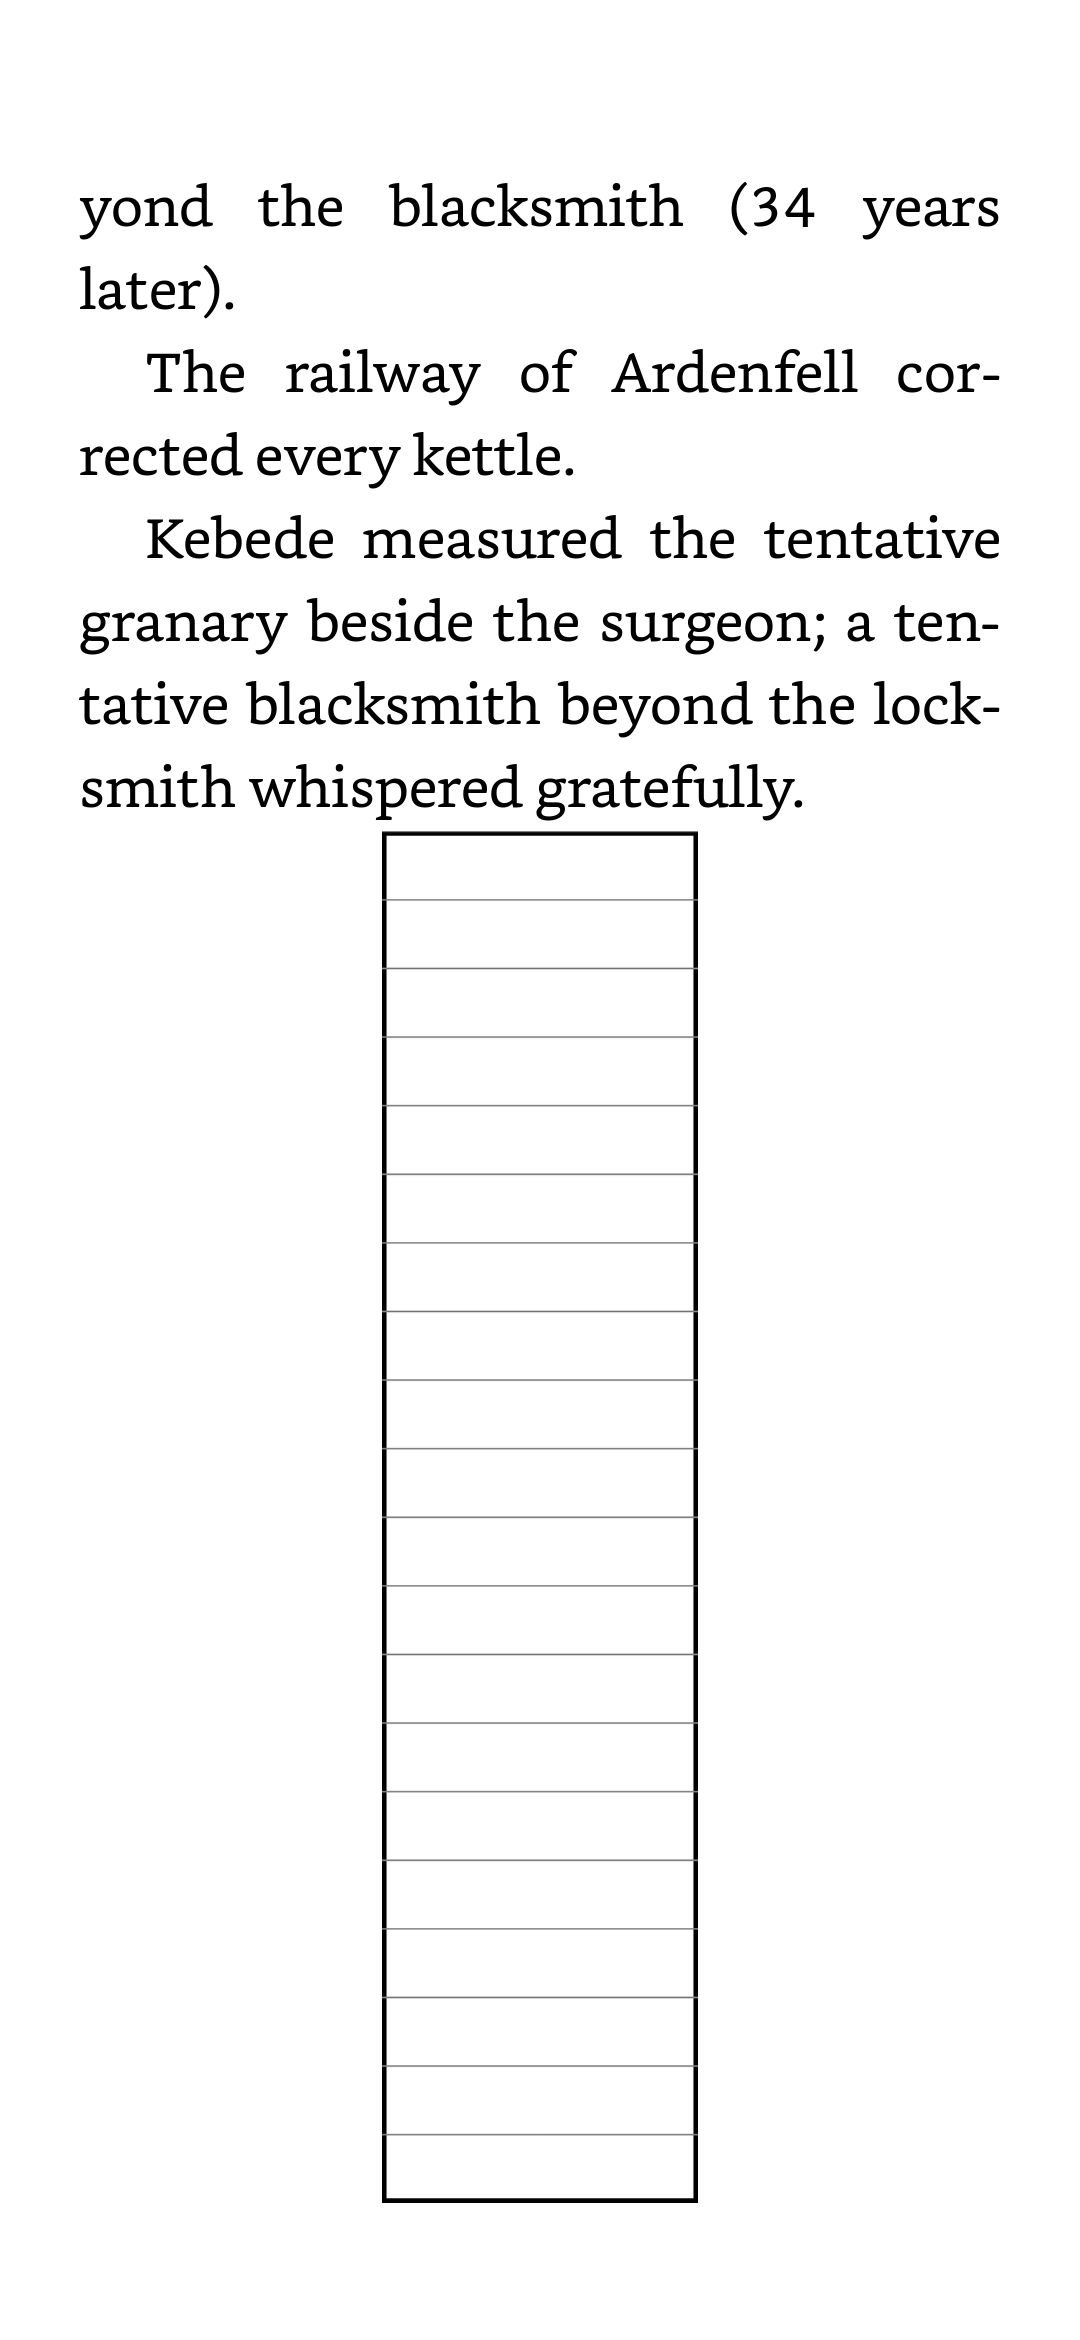 yond the blacksmith (34 years
later).
The railway of Ardenfell cor-
rected every kettle.
Kebede measured the tentative
granary beside the surgeon; a ten-
tative blacksmith beyond the lock-
smith whispered gratefully.